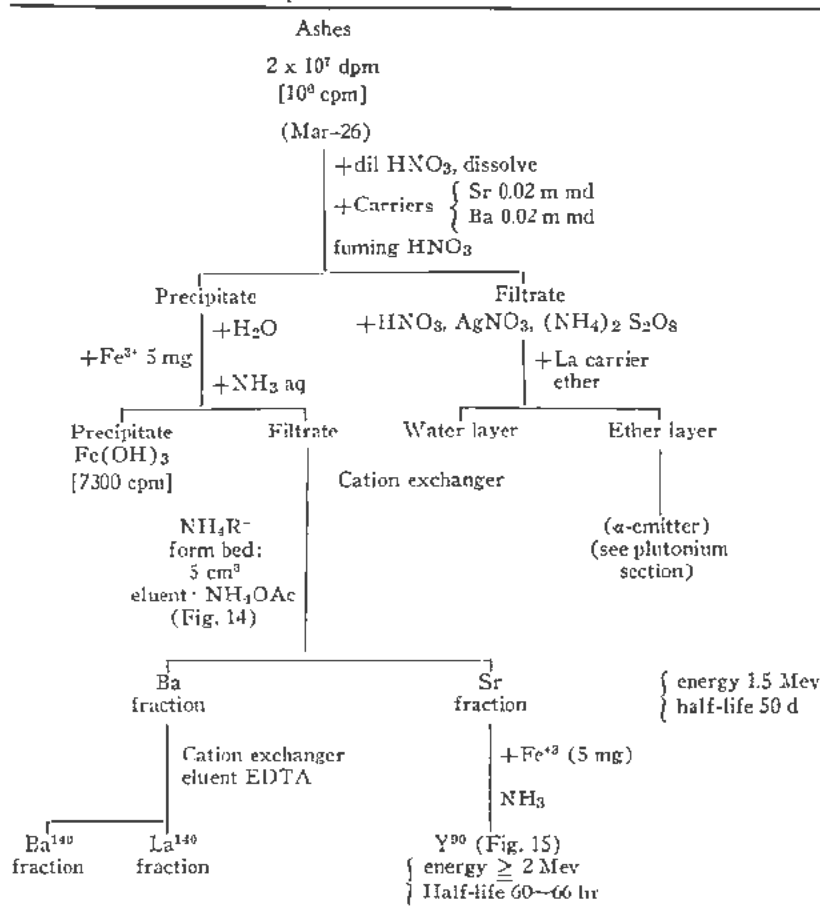 Ashes
2 x 10⁷ dpm
[10⁶ cpm]
(Mar-26)
+dil HNO₃, dissolve
+Carriers { Sr 0.02 m md
Ba 0.02 m md
fuming HNO₃
Precipitate
Filtrate
+H₂O
+Fe³⁺ 5 mg
+NH₃ aq
+HNO₃, AgNO₃, (NH₄)₂ S₂O₈
+La carrier
ether
Precipitate
Fe(OH)₃
[7300 cpm]
Filtrate
Water layer
Ether layer
Cation exchanger
NH₄R⁻
form bed:
5 cm³
eluent · NH₄OAc
(Fig. 14)
(α-emitter)
(see plutonium
section)
Ba
fraction
Sr
fraction
{ energy 1.5 Mev
half-life 50 d
Cation exchanger
eluent EDTA
+Fe⁺³ (5 mg)
NH₃
Ba¹⁴⁰
fraction
La¹⁴⁰
fraction
Y⁹⁰ (Fig. 15)
{ energy ≧ 2 Mev
Half-life 60~66 hr